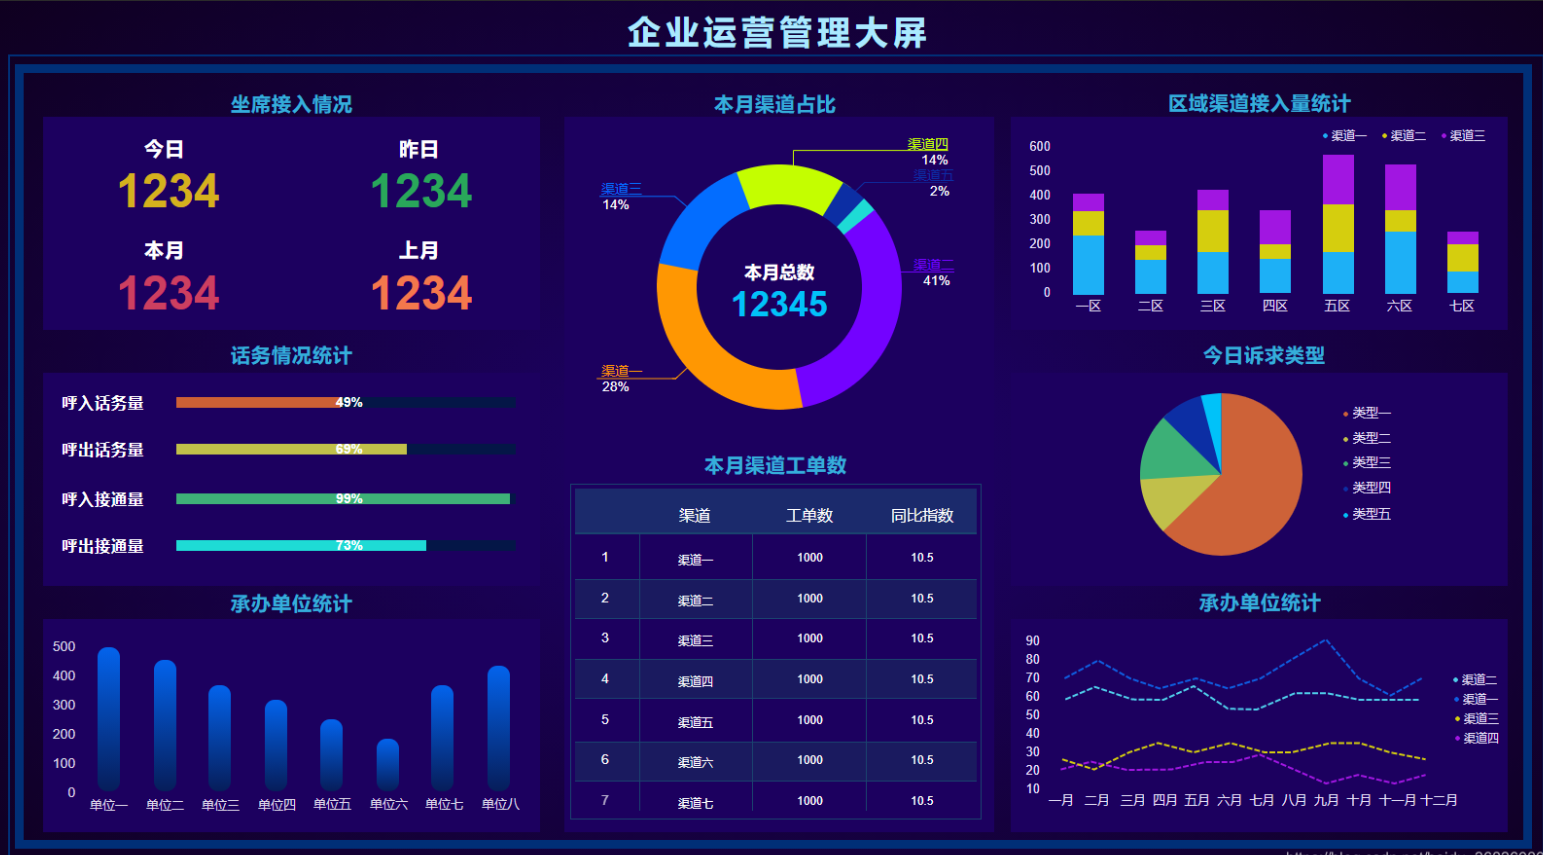 企业运营管理大屏
坐席接入情况
今日
昨日
1234
1234
本月
上月
1234
1234
话务情况统计
呼入话务量
49%
呼出话务量
69%
呼入接通量
99%
呼出接通量
73%
承办单位统计
500
400
300
200
100
0
单位一 单位二 单位三 单位四 单位五 单位六 单位七 单位八
本月渠道占比
渠道四
14%
渠道五
2%
渠道三
14%
渠道二
41%
本月总数
12345
渠道一
28%
本月渠道工单数
渠道 工单数 同比指数
1 渠道一 1000 10.5
2 渠道二 1000 10.5
3 渠道三 1000 10.5
4 渠道四 1000 10.5
5 渠道五 1000 10.5
6 渠道六 1000 10.5
7 渠道七 1000 10.5
区域渠道接入量统计
渠道一 渠道二 渠道三
600
500
400
300
200
100
0
一区 二区 三区 四区 五区 六区 七区
今日诉求类型
类型一
类型二
类型三
类型四
类型五
承办单位统计
90
80
70
60
50
40
30
20
10
渠道二
渠道一
渠道三
渠道四
一月 二月 三月 四月 五月 六月 七月 八月 九月 十月 十一月 十二月